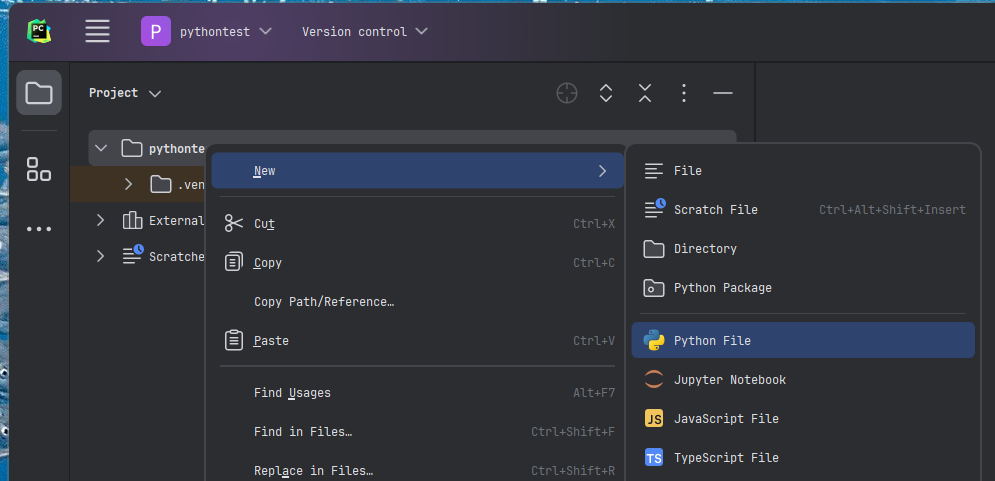 PC
P pythontest Version control
Project
pythonte
.ven
External
Scratche
New
Cut Ctrl+X
Copy Ctrl+C
Copy Path/Reference…
Paste Ctrl+V
Find Usages Alt+F7
Find in Files… Ctrl+Shift+F
Replace in Files… Ctrl+Shift+R
File
Scratch File Ctrl+Alt+Shift+Insert
Directory
Python Package
Python File
Jupyter Notebook
JS JavaScript File
TS TypeScript File